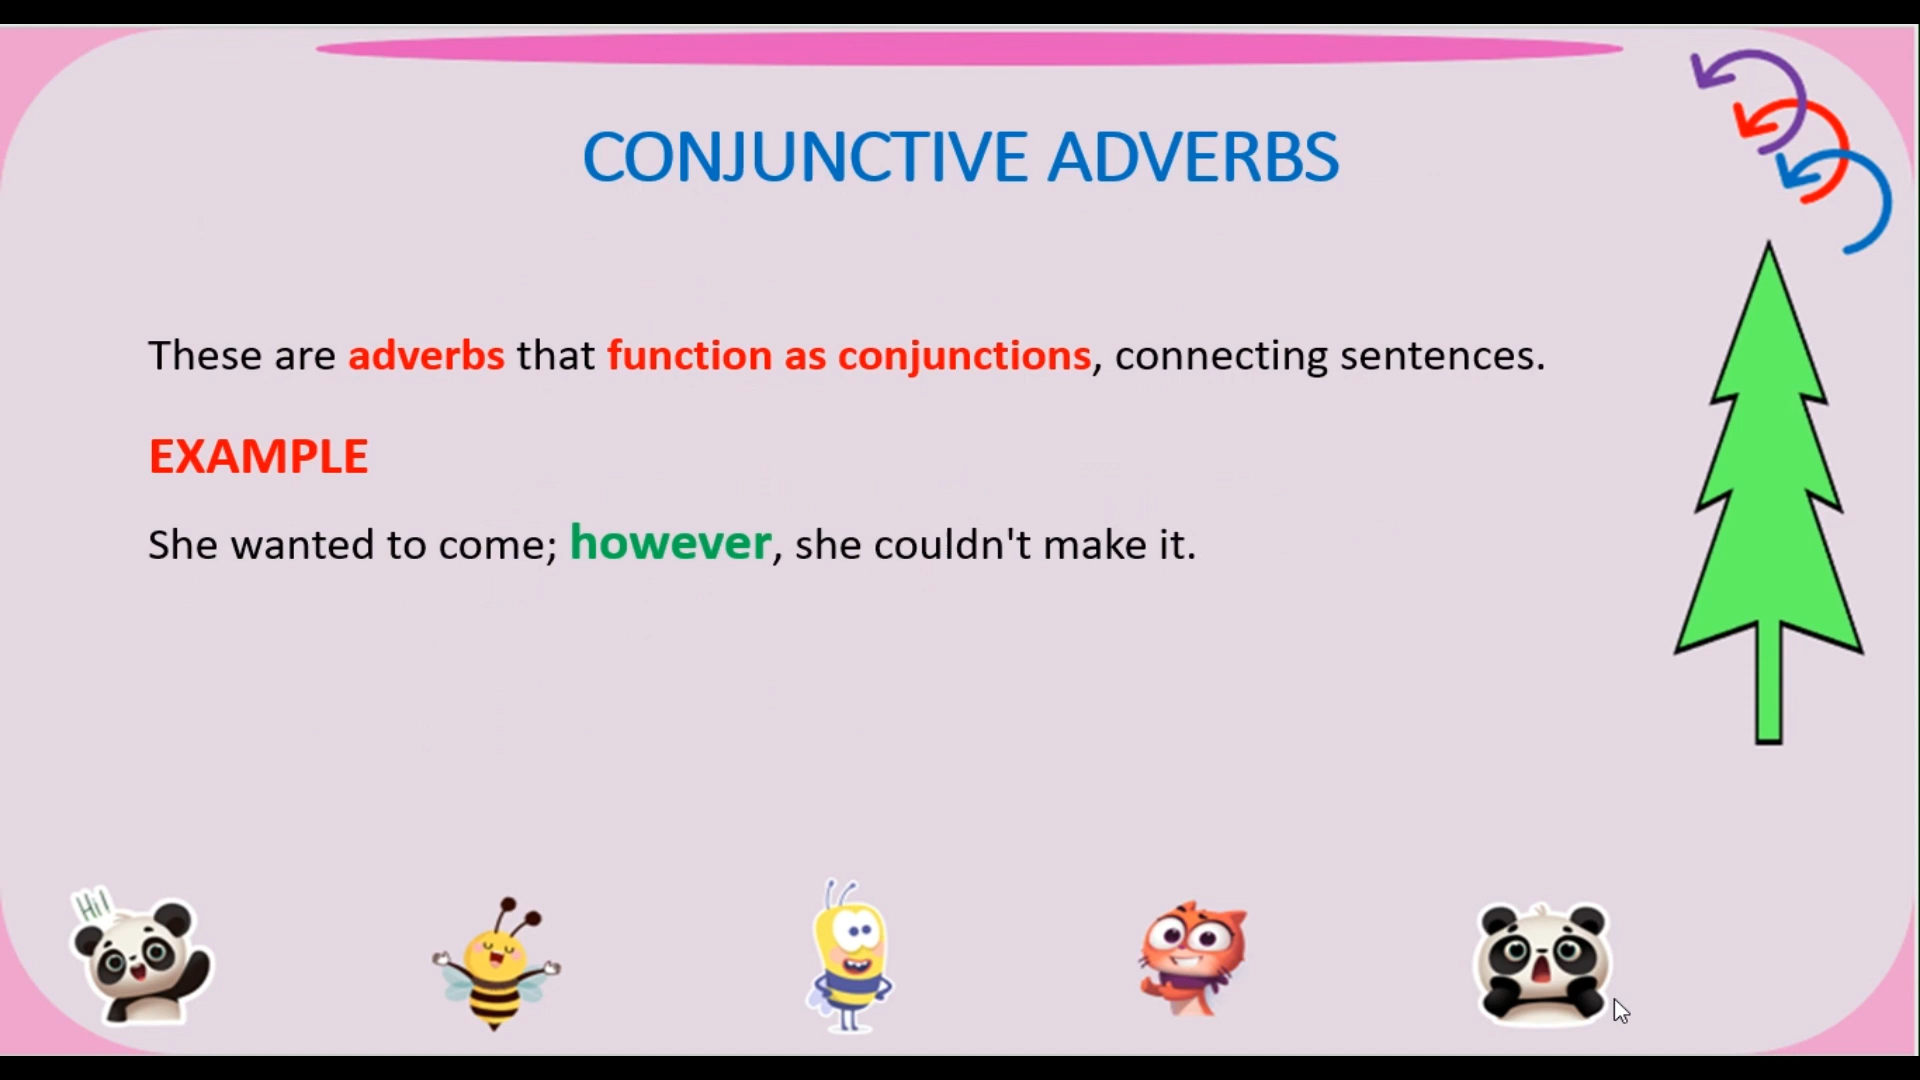 CONJUNCTIVE ADVERBS
These are adverbs that function as conjunctions, connecting sentences.
EXAMPLE
She wanted to come; however, she couldn't make it.
Hi!